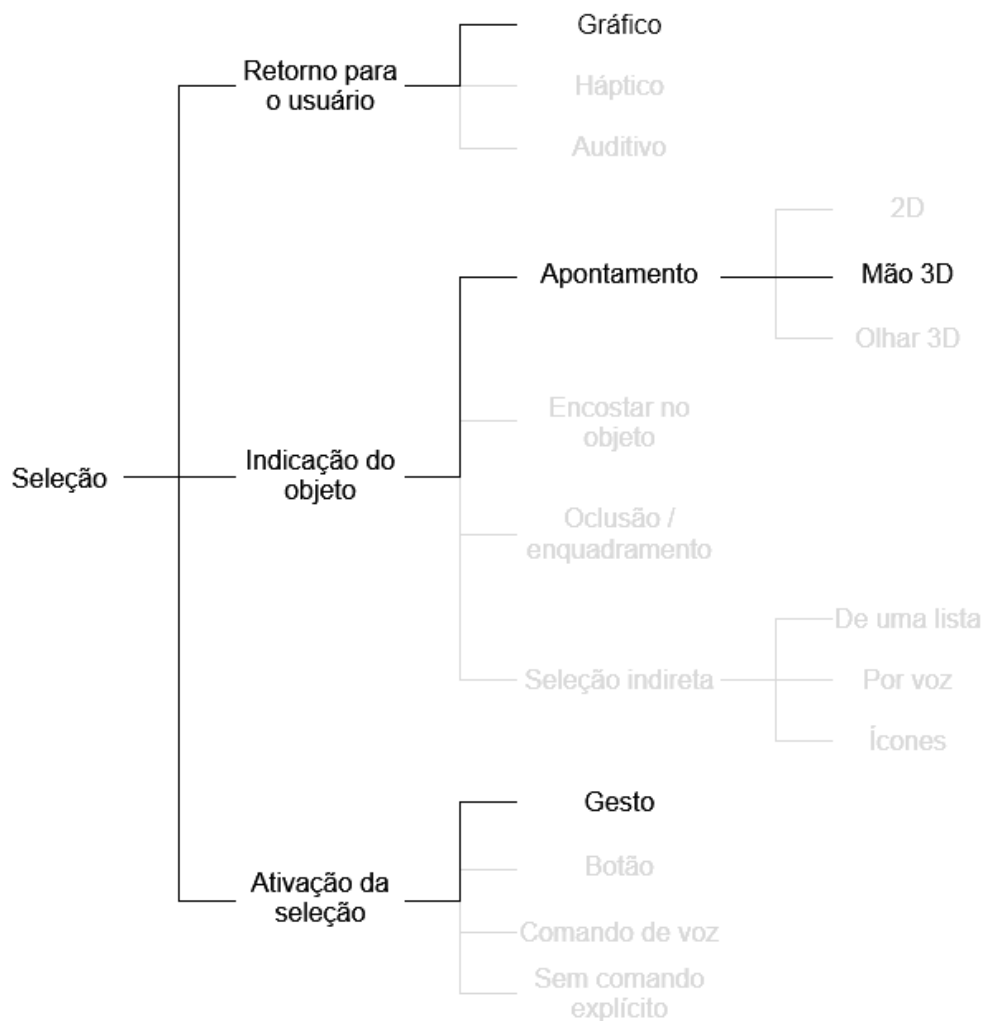 Gráfico
Retorno para
o usuário
Háptico
Auditivo
2D
Apontamento
Mão 3D
Olhar 3D
Encostar no
objeto
Seleção
Indicação do
objeto
Oclusão /
enquadramento
De uma lista
Seleção indireta
Por voz
Ícones
Gesto
Ativação da
seleção
Botão
Comando de voz
Sem comando
explícito